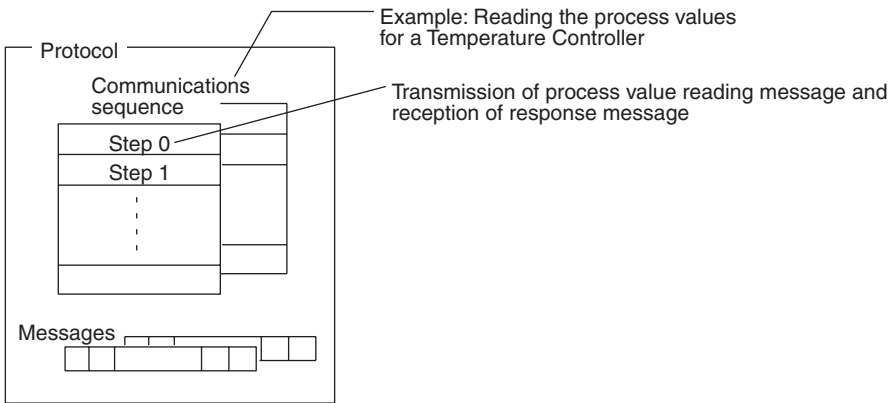 Example: Reading the process values
for a Temperature Controller
Protocol
Communications
sequence
Transmission of process value reading message and
reception of response message
Step 0
Step 1
Messages